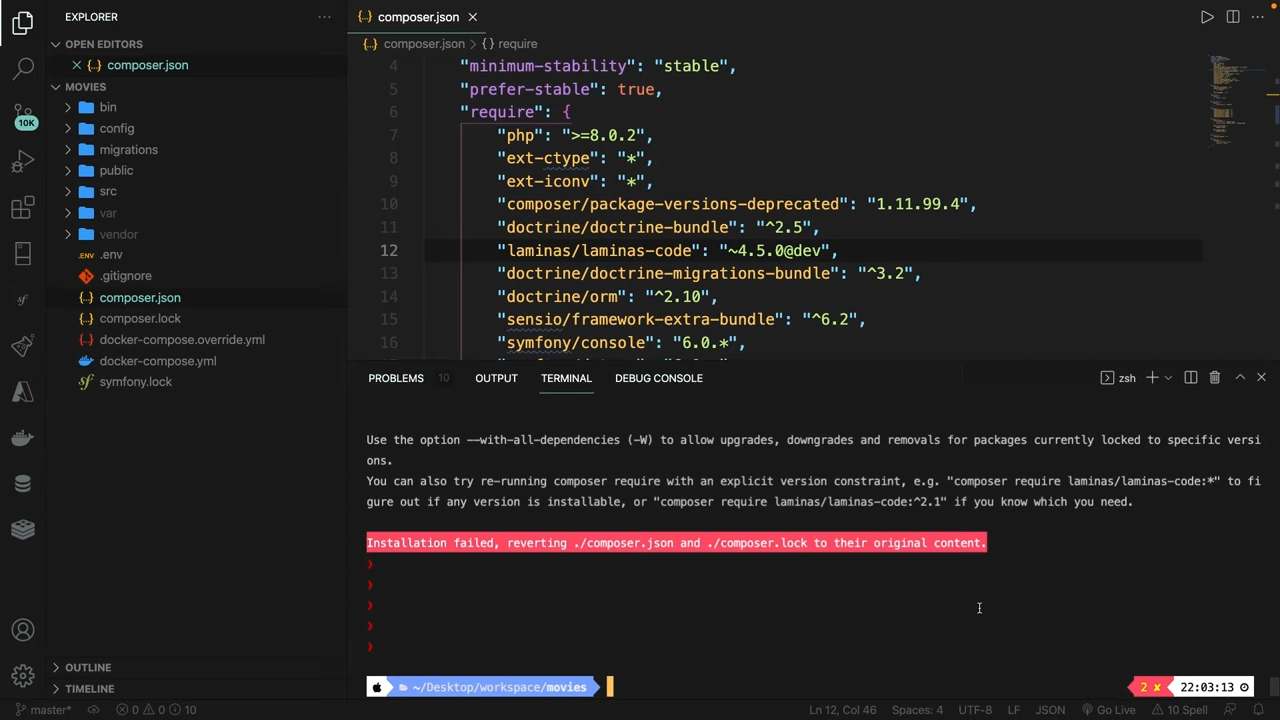 EXPLORER
OPEN EDITORS
composer.json
MOVIES
bin
config
migrations
public
src
var
vendor
.ENV .env
.gitignore
{..} composer.json
{..} composer.lock
docker-compose.override.yml
docker-compose.yml
symfony.lock
OUTLINE
TIMELINE
10K
{..} composer.json
{..} composer.json > {} require
4 "minimum-stability": "stable",
5 "prefer-stable": true,
6 "require": {
7 "php": ">=8.0.2",
8 "ext-ctype": "*",
9 "ext-iconv": "*",
10 "composer/package-versions-deprecated": "1.11.99.4",
11 "doctrine/doctrine-bundle": "^2.5",
12 "laminas/laminas-code": "~4.5.0@dev",
13 "doctrine/doctrine-migrations-bundle": "^3.2",
14 "doctrine/orm": "^2.10",
15 "sensio/framework-extra-bundle": "^6.2",
16 "symfony/console": "6.0.*",
PROBLEMS 10 OUTPUT TERMINAL DEBUG CONSOLE zsh
Use the option --with-all-dependencies (-W) to allow upgrades, downgrades and removals for packages currently locked to specific versi
ons.
You can also try re-running composer require with an explicit version constraint, e.g. "composer require laminas/laminas-code:*" to fi
gure out if any version is installable, or "composer require laminas/laminas-code:^2.1" if you know which you need.
Installation failed, reverting ./composer.json and ./composer.lock to their original content.
~/Desktop/workspace/movies 2 ✘ 22:03:13
master* 0 0 10 Ln 12, Col 46 Spaces: 4 UTF-8 LF JSON Go Live 10 Spell